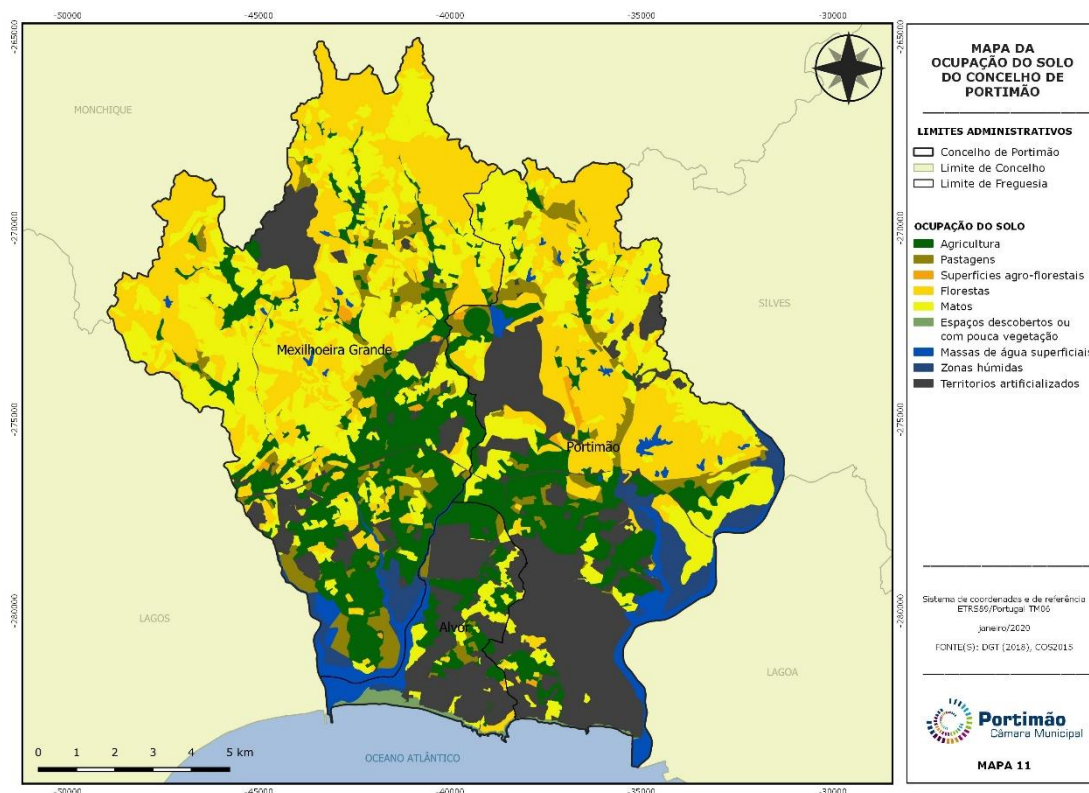 -50000
-45000
-40000
-35000
-30000
-265000
-265000
MONCHIQUE
-270000
-270000
SILVES
Mexilhoeira Grande
-275000
-275000
Portimão
-280000
-280000
LAGOS
Alvor
LAGOA
0 1 2 3 4 5 km
OCEANO ATLÂNTICO
-50000
-45000
-40000
-35000
-30000
MAPA DA
OCUPAÇÃO DO SOLO
DO CONCELHO DE
PORTIMÃO
LIMITES ADMINISTRATIVOS
Concelho de Portimão
Limite de Concelho
Limite de Freguesia
OCUPAÇÃO DO SOLO
Agricultura
Pastagens
Superfícies agro-florestais
Florestas
Matos
Espaços descobertos ou
com pouca vegetação
Massas de água superficiais
Zonas húmidas
Territorios artificializados
Sistema de coordenadas e de referência
ETRS89/Portugal TM06
janeiro/2020
FONTE(S): DGT (2018), COS2015
Portimão
Câmara Municipal
MAPA 11